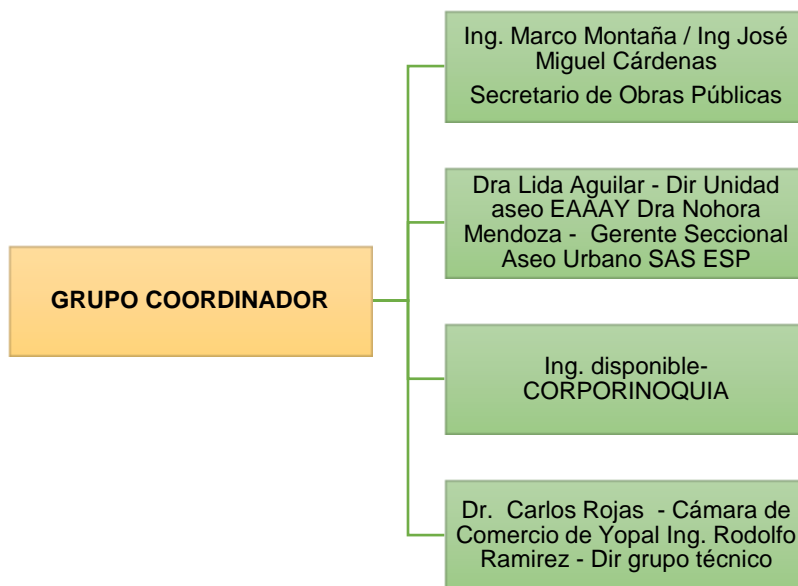 Ing. Marco Montaña / Ing José
Miguel Cárdenas
Secretario de Obras Públicas
Dra Lida Aguilar - Dir Unidad
aseo EAAAY Dra Nohora
Mendoza - Gerente Seccional
Aseo Urbano SAS ESP
GRUPO COORDINADOR
Ing. disponible-
CORPORINOQUIA
Dr. Carlos Rojas - Cámara de
Comercio de Yopal Ing. Rodolfo
Ramirez - Dir grupo técnico